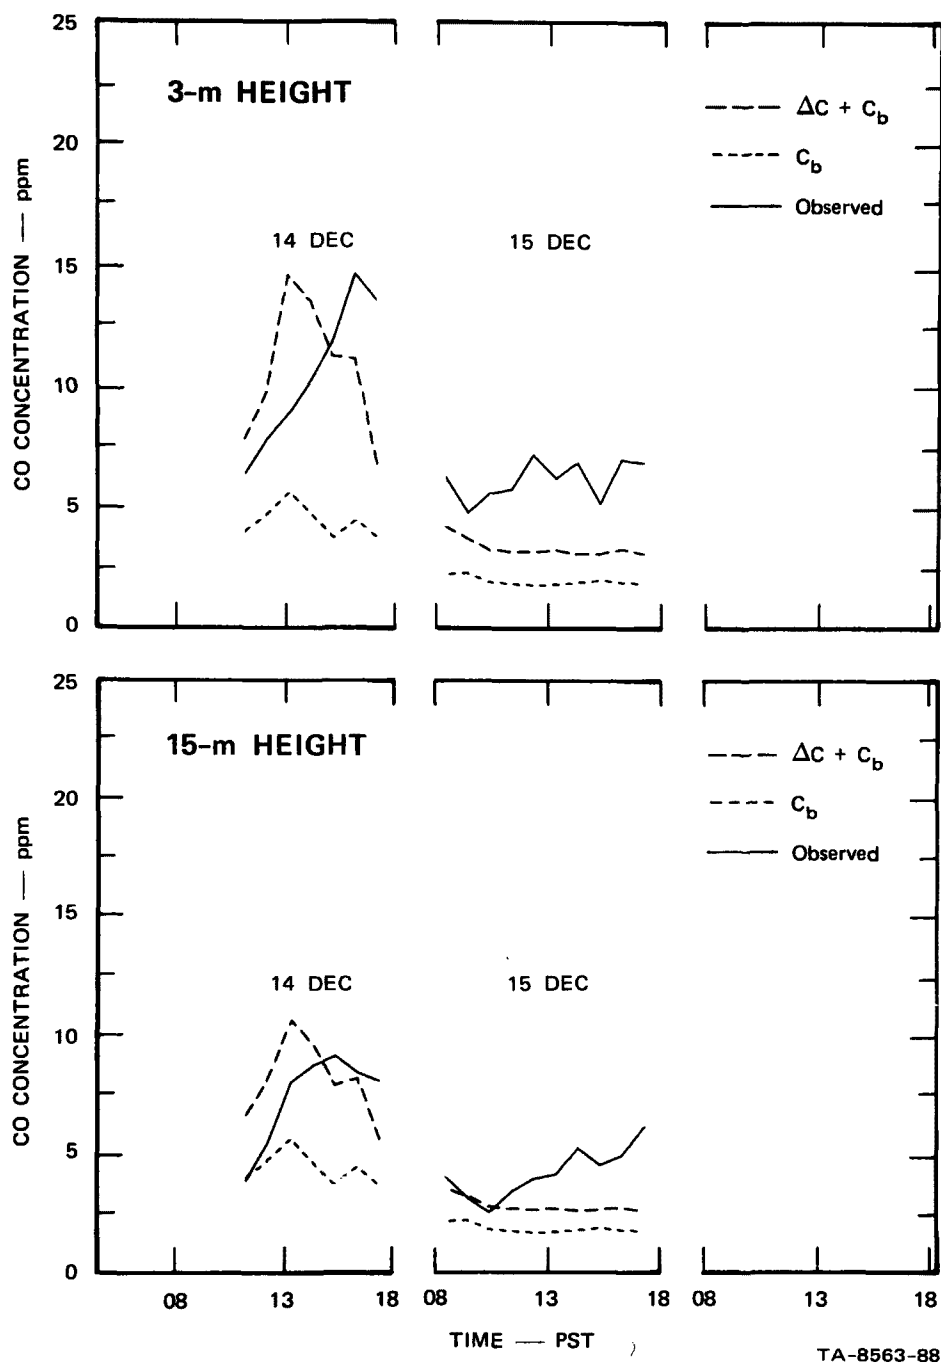 25
3-m HEIGHT
ΔC + Cb
20
Cb
Observed
14 DEC
15 DEC
15
10
5
0
CO CONCENTRATION — ppm
25
15-m HEIGHT
ΔC + Cb
20
Cb
Observed
15
14 DEC
15 DEC
10
5
0
CO CONCENTRATION — ppm
08 13 18 08 13 18 08 13 18
TIME — PST
TA-8563-88